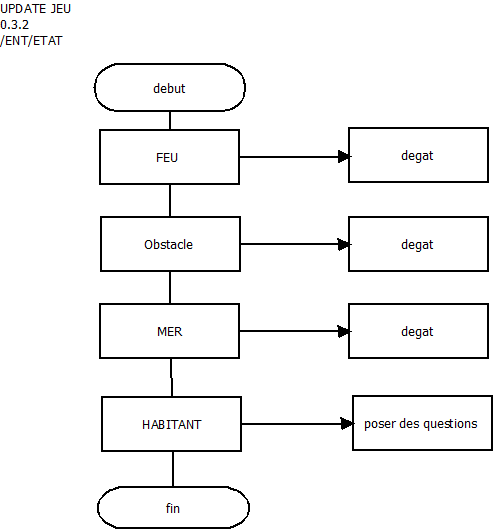 UPDATE JEU
0.3.2
/ENT/ETAT
debut
FEU
degat
Obstacle
degat
MER
degat
HABITANT
poser des questions
fin